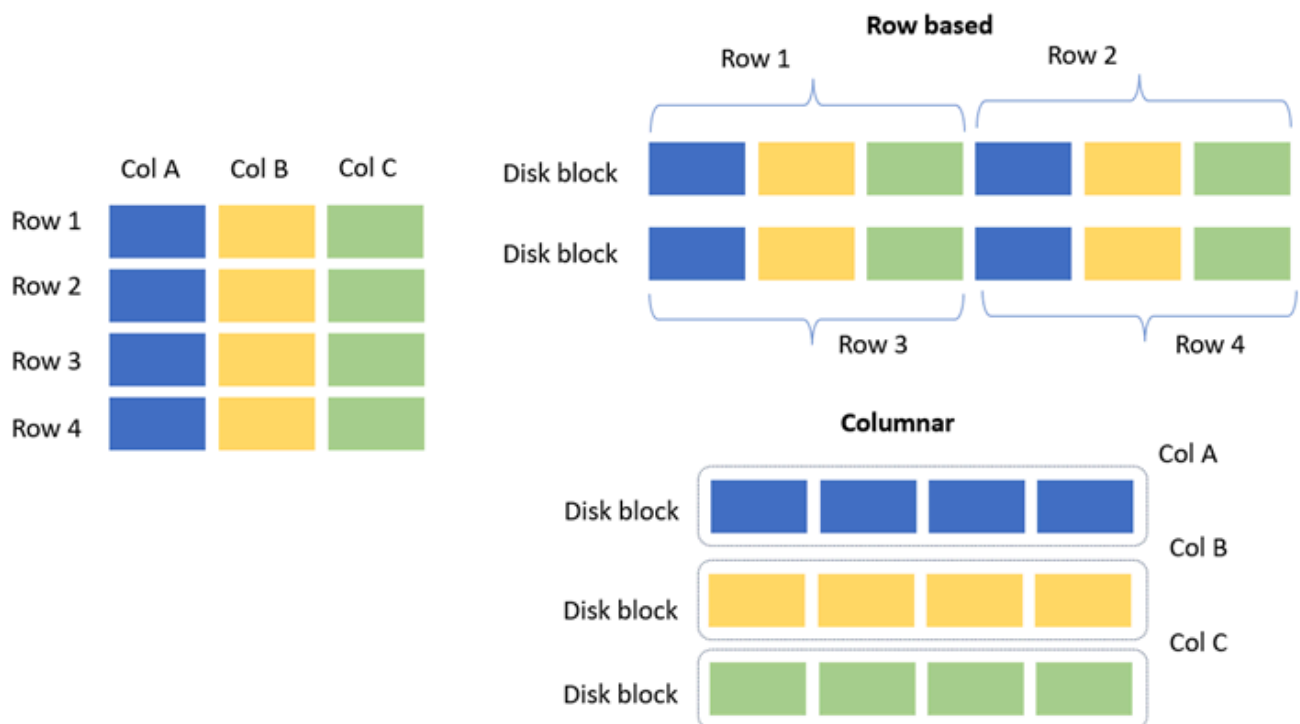 Col A Col B Col C
Row 1
Row 2
Row 3
Row 4
Row based
Row 1 Row 2
Disk block
Disk block
Row 3 Row 4
Columnar
Col A
Disk block
Col B
Disk block
Col C
Disk block